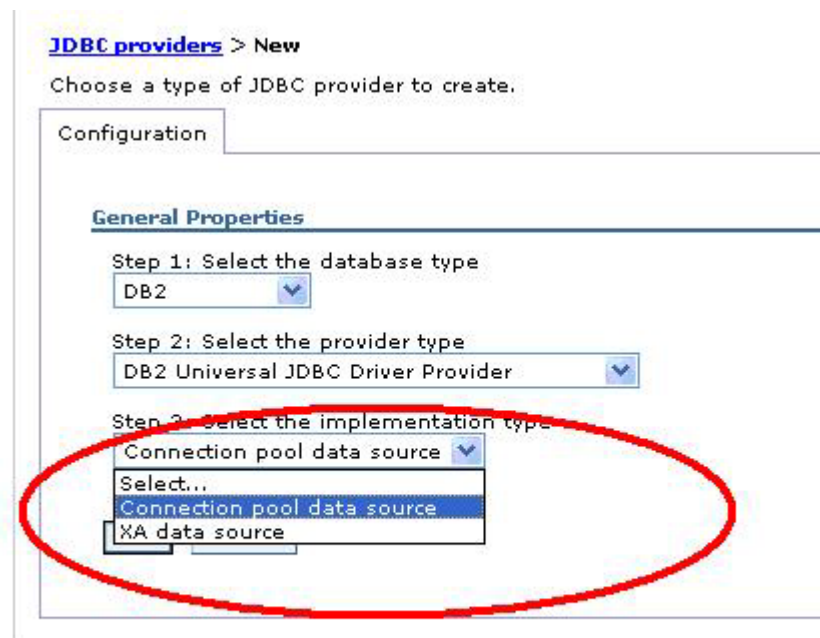 JDBC providers > New
Choose a type of JDBC provider to create.
Configuration
General Properties
Step 1: Select the database type
DB2
Step 2: Select the provider type
DB2 Universal JDBC Driver Provider
Step 3: Select the implementation type
Connection pool data source
Select...
Connection pool data source
XA data source